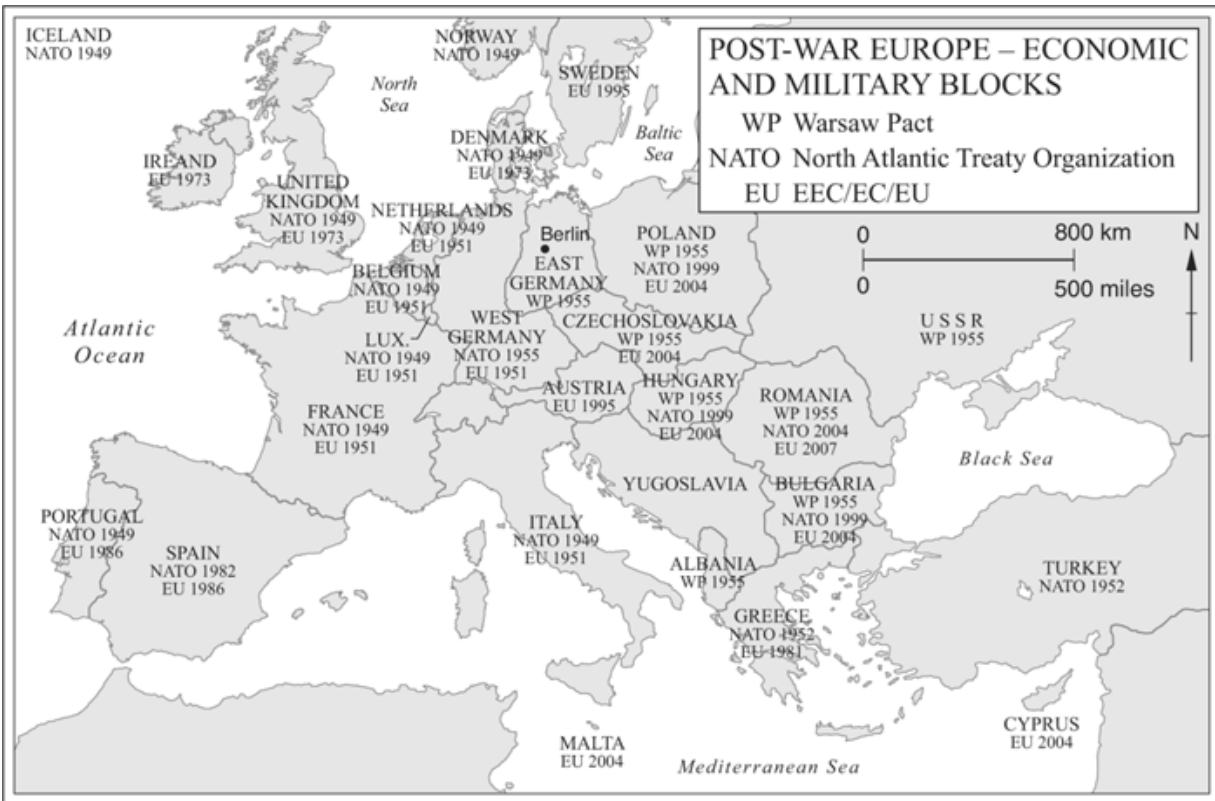 ICELAND
NATO 1949
NORWAY
NATO 1949
North
Sea
SWEDEN
EU 1995
POST-WAR EUROPE – ECONOMIC
AND MILITARY BLOCKS
WP Warsaw Pact
NATO North Atlantic Treaty Organization
EU EEC/EC/EU
DENMARK
NATO 1949
EU 1973
Baltic
Sea
IREAND
EU 1973
UNITED
KINGDOM
NATO 1949
EU 1973
NETHERLANDS
NATO 1949
EU 1951
Berlin
EAST
GERMANY
WP 1955
POLAND
WP 1955
NATO 1999
EU 2004
0 800 km
0 500 miles
N
BELGIUM
NATO 1949
EU 1951
Atlantic
Ocean
LUX.
NATO 1949
EU 1951
WEST
GERMANY
NATO 1955
EU 1951
CZECHOSLOVAKIA
WP 1955
EU 2004
USSR
WP 1955
FRANCE
NATO 1949
EU 1951
AUSTRIA
EU 1995
HUNGARY
WP 1955
NATO 1999
EU 2004
ROMANIA
WP 1955
NATO 2004
EU 2007
Black Sea
YUGOSLAVIA
BULGARIA
WP 1955
NATO 1999
EU 2004
PORTUGAL
NATO 1949
EU 1986
SPAIN
NATO 1982
EU 1986
ITALY
NATO 1949
EU 1951
ALBANIA
WP 1955
TURKEY
NATO 1952
GREECE
NATO 1952
EU 1981
MALTA
EU 2004
Mediterranean Sea
CYPRUS
EU 2004